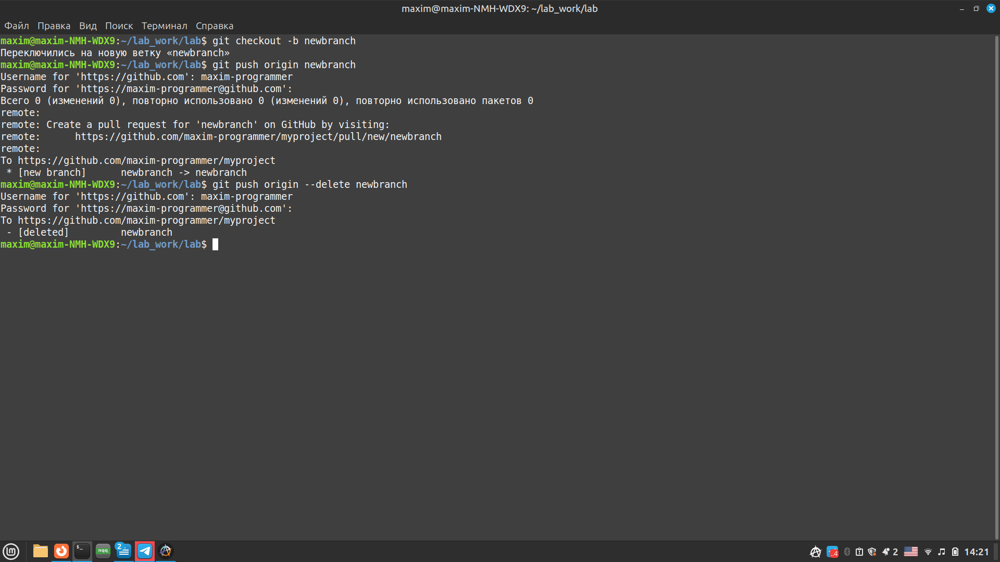 maxim@maxim-NMH-WDX9: ~/lab_work/lab
Файл Правка Вид Поиск Терминал Справка
maxim@maxim-NMH-WDX9:~/lab_work/lab$ git checkout -b newbranch
Переключились на новую ветку «newbranch»
maxim@maxim-NMH-WDX9:~/lab_work/lab$ git push origin newbranch
Username for 'https://github.com': maxim-programmer
Password for 'https://maxim-programmer@github.com':
Всего 0 (изменений 0), повторно использовано 0 (изменений 0), повторно использовано пакетов 0
remote:
remote: Create a pull request for 'newbranch' on GitHub by visiting:
remote:      https://github.com/maxim-programmer/myproject/pull/new/newbranch
remote:
To https://github.com/maxim-programmer/myproject
 * [new branch]      newbranch -> newbranch
maxim@maxim-NMH-WDX9:~/lab_work/lab$ git push origin --delete newbranch
Username for 'https://github.com': maxim-programmer
Password for 'https://maxim-programmer@github.com':
To https://github.com/maxim-programmer/myproject
 - [deleted]         newbranch
maxim@maxim-NMH-WDX9:~/lab_work/lab$
lm $_ nqq 2 ..4 2 14:21